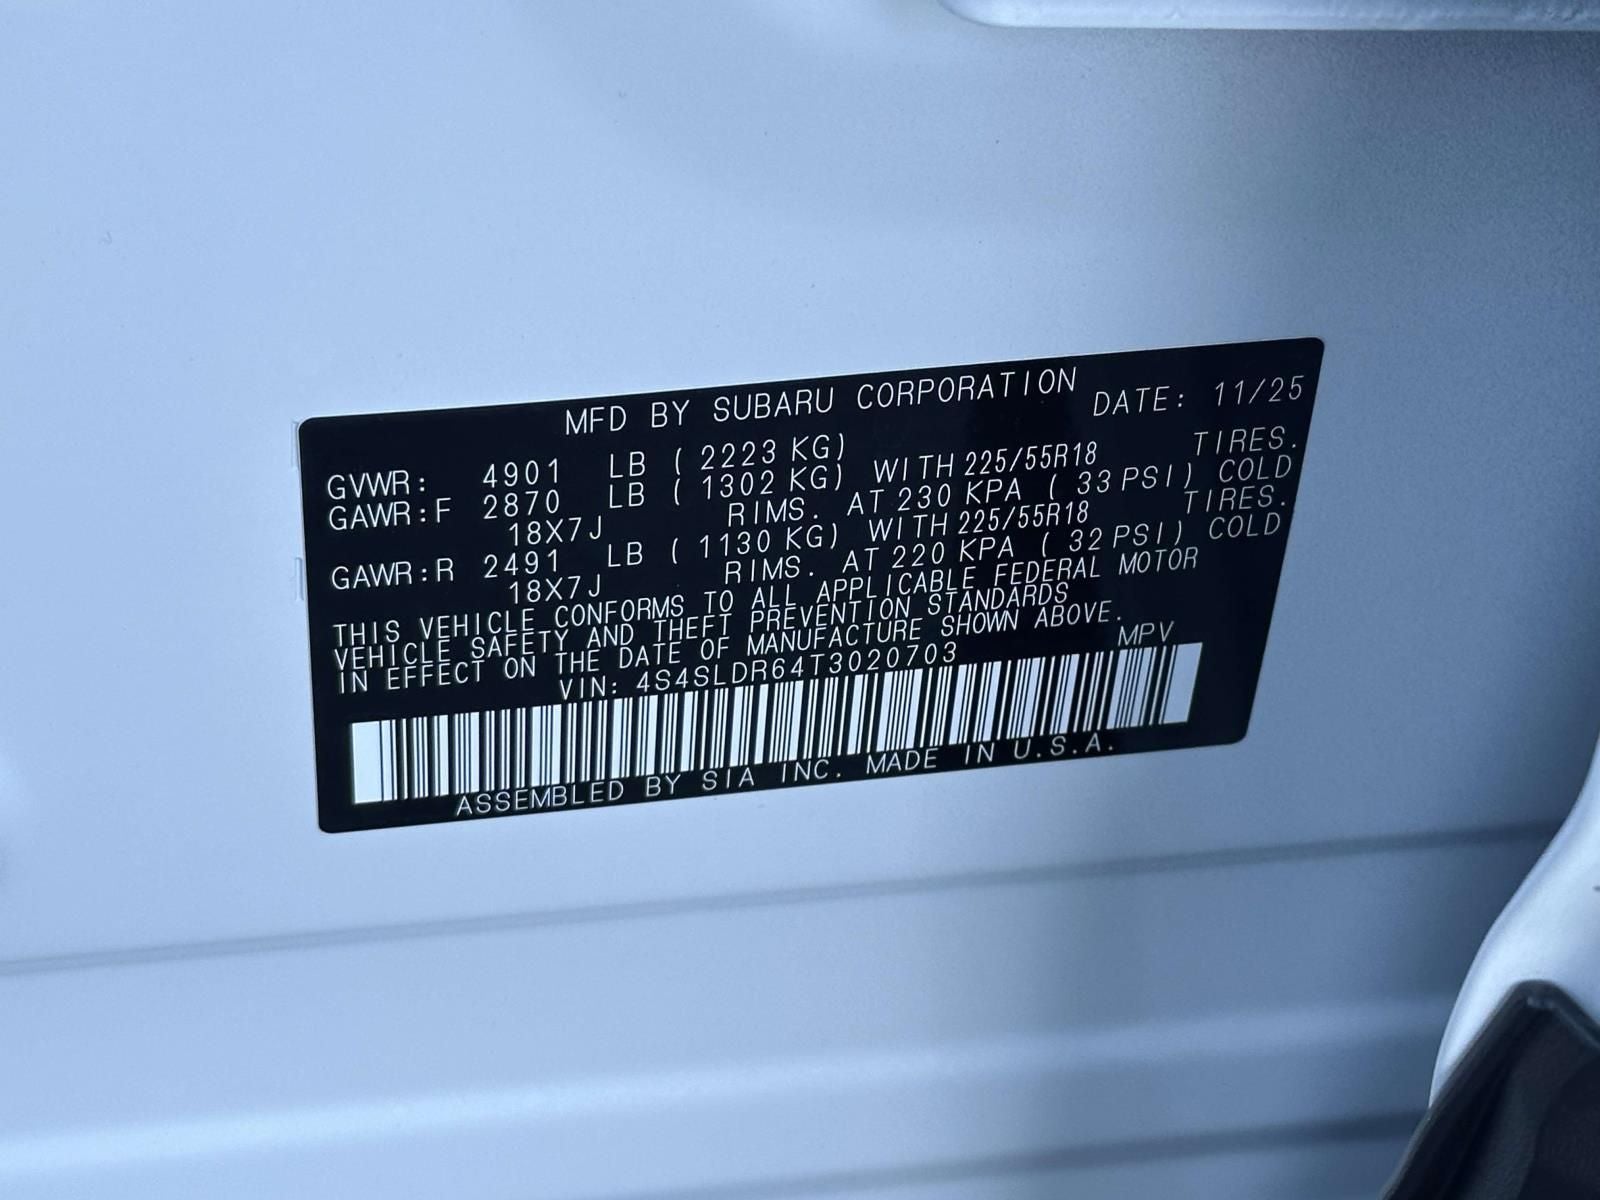 MFD BY SUBARU CORPORATION DATE: 11/25
GVWR: 4901 LB ( 2223 KG)
GAWR:F 2870 LB ( 1302 KG) WITH 225/55R18 TIRES.
18X7J RIMS. AT 230 KPA ( 33 PSI) COLD
GAWR:R 2491 LB ( 1130 KG) WITH 225/55R18 TIRES.
18X7J RIMS. AT 220 KPA ( 32 PSI) COLD
THIS VEHICLE CONFORMS TO ALL APPLICABLE FEDERAL MOTOR
VEHICLE SAFETY AND THEFT PREVENTION STANDARDS
IN EFFECT ON THE DATE OF MANUFACTURE SHOWN ABOVE.
VIN: 4S4SLDR64T3020703 MPV
ASSEMBLED BY SIA INC. MADE IN U.S.A.